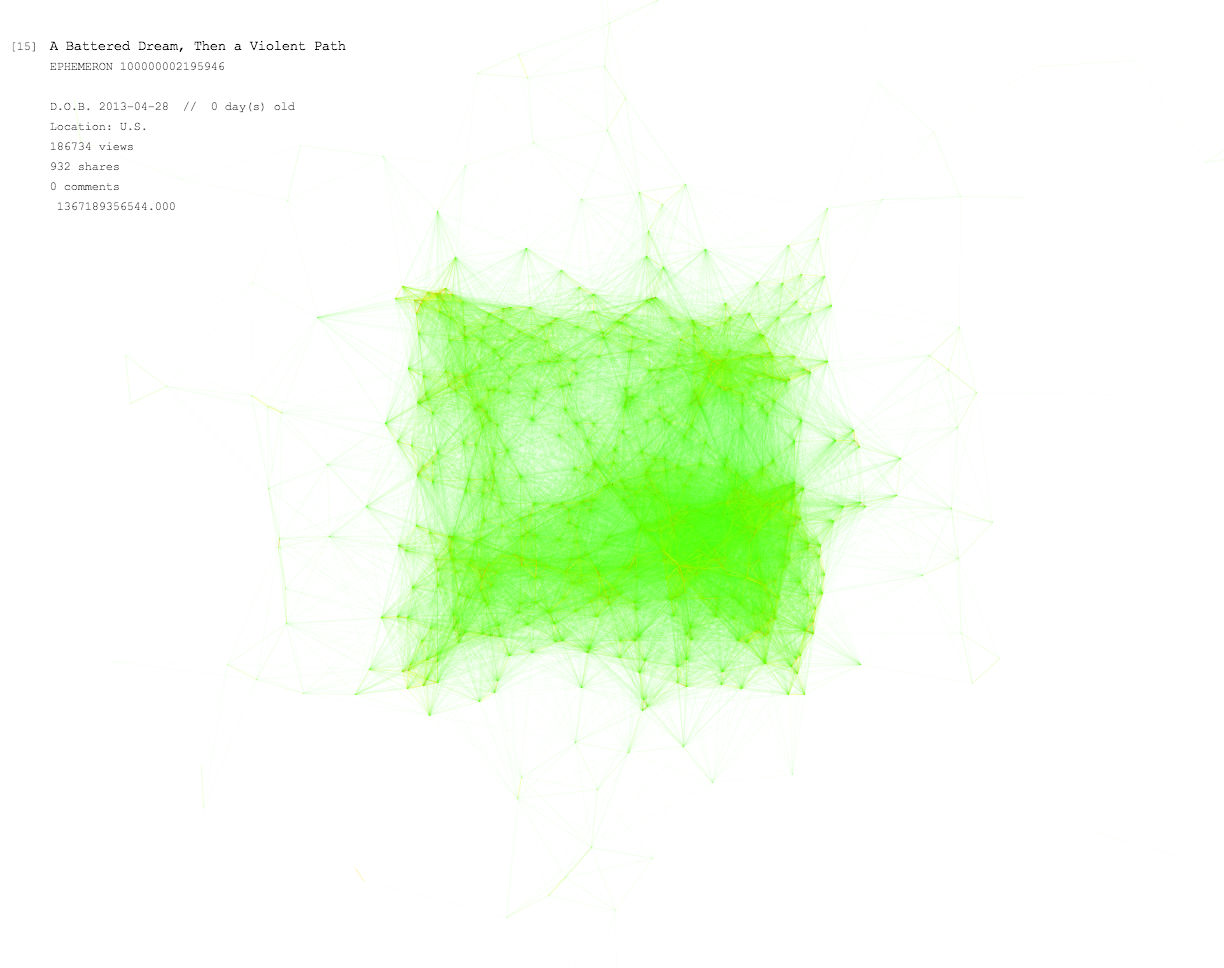 [15] A Battered Dream, Then a Violent Path
EPHEMERON 100000002195946
D.O.B. 2013-04-28 // 0 day(s) old
Location: U.S.
186734 views
932 shares
0 comments
1367189356544.000